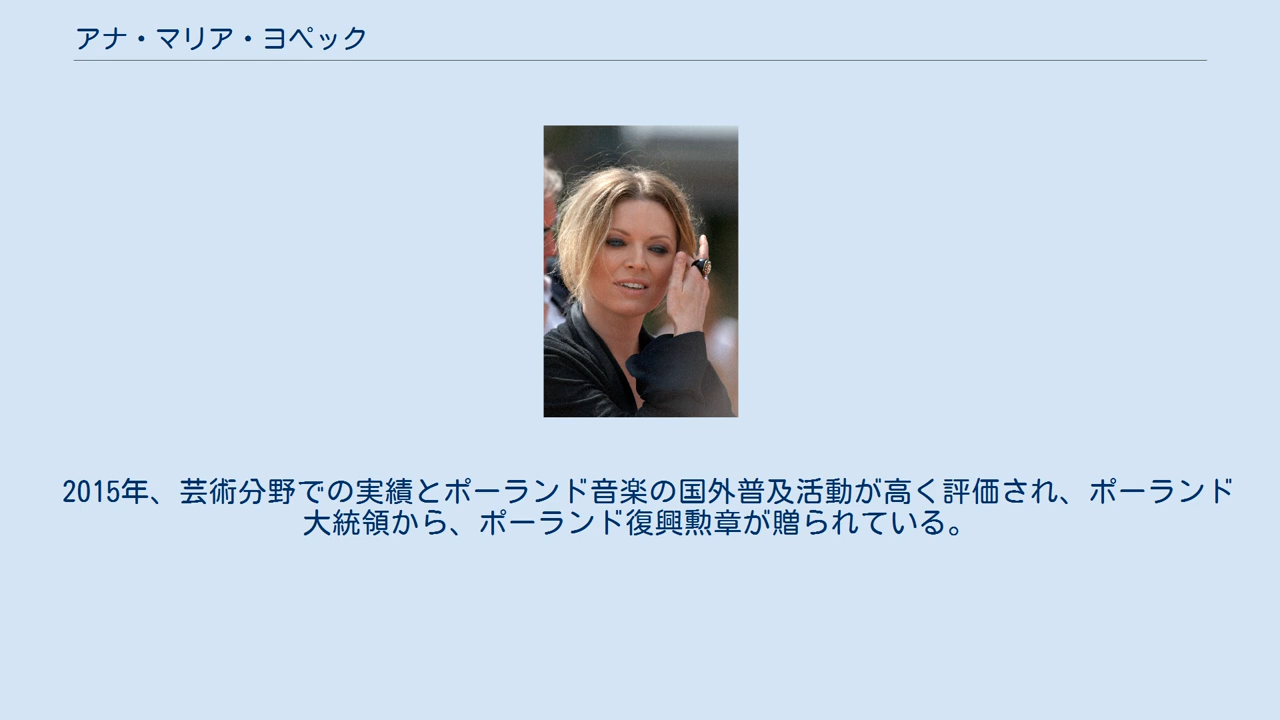 アナ・マリア・ヨペック
2015年、芸術分野での実績とポーランド音楽の国外普及活動が高く評価され、ポーランド
大統領から、ポーランド復興勲章が贈られている。